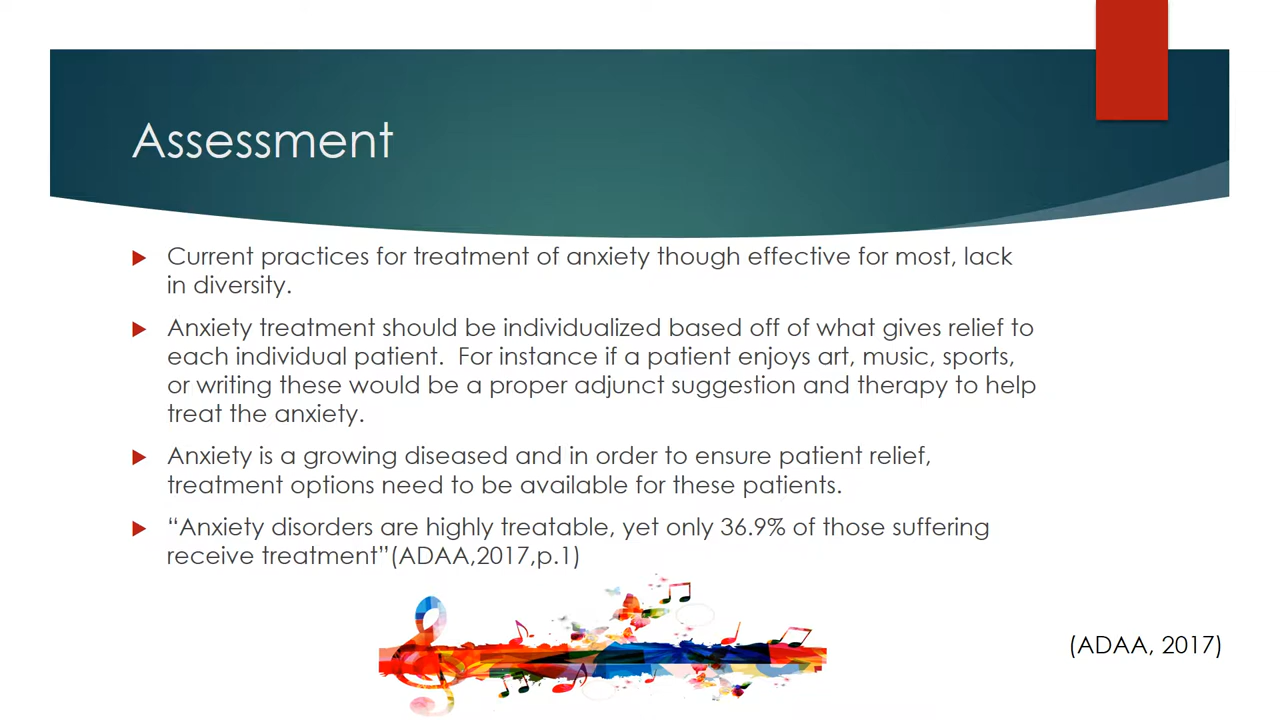 Assessment
Current practices for treatment of anxiety though effective for most, lack
in diversity.
Anxiety treatment should be individualized based off of what gives relief to
each individual patient.  For instance if a patient enjoys art, music, sports,
or writing these would be a proper adjunct suggestion and therapy to help
treat the anxiety.
Anxiety is a growing diseased and in order to ensure patient relief,
treatment options need to be available for these patients.
“Anxiety disorders are highly treatable, yet only 36.9% of those suffering
receive treatment”(ADAA,2017,p.1)
(ADAA, 2017)